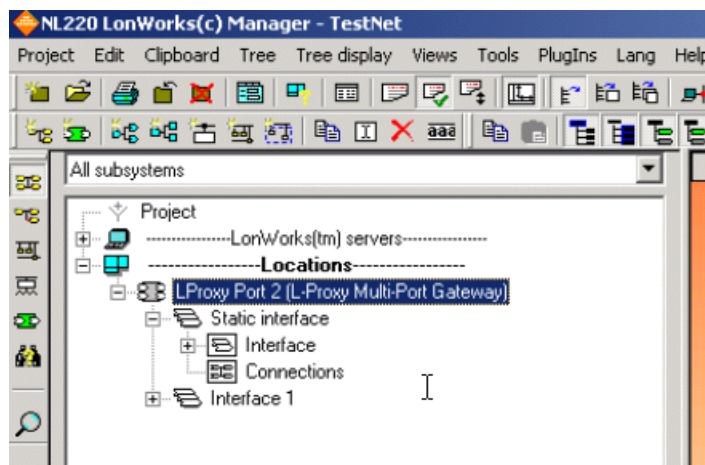 NL220 LonWorks(c) Manager - TestNet
Project Edit Clipboard Tree Tree display Views Tools PlugIns Lang Help
aaa
All subsystems
Project
----------------LonWorks(tm) servers----------------
----------------Locations----------------
LProxy Port 2 (L-Proxy Multi-Port Gateway)
Static interface
Interface
Connections
Interface 1